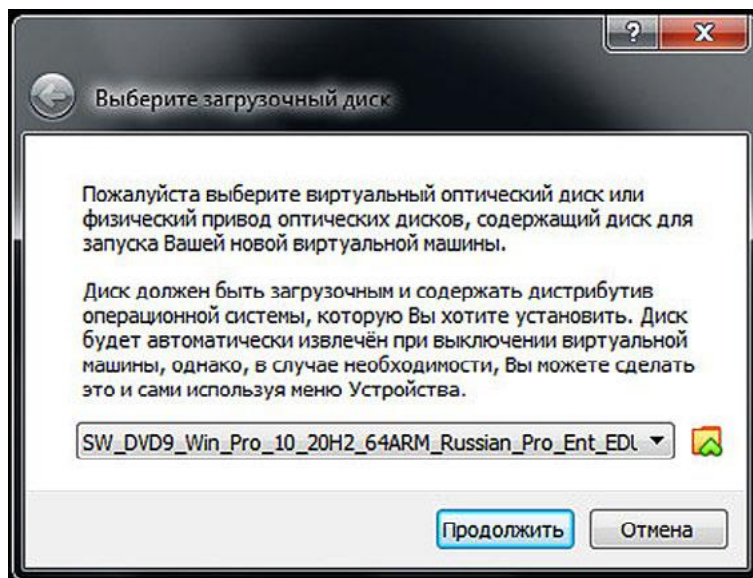 ?
X
Выберите загрузочный диск
Пожалуйста выберите виртуальный оптический диск или
физический привод оптических дисков, содержащий диск для
запуска Вашей новой виртуальной машины.
Диск должен быть загрузочным и содержать дистрибутив
операционной системы, которую Вы хотите установить. Диск
будет автоматически извлечён при выключении виртуальной
машины, однако, в случае необходимости, Вы можете сделать
это и сами используя меню Устройства.
SW_DVD9_Win_Pro_10_20H2_64ARM_Russian_Pro_Ent_EDU
Продолжить
Отмена